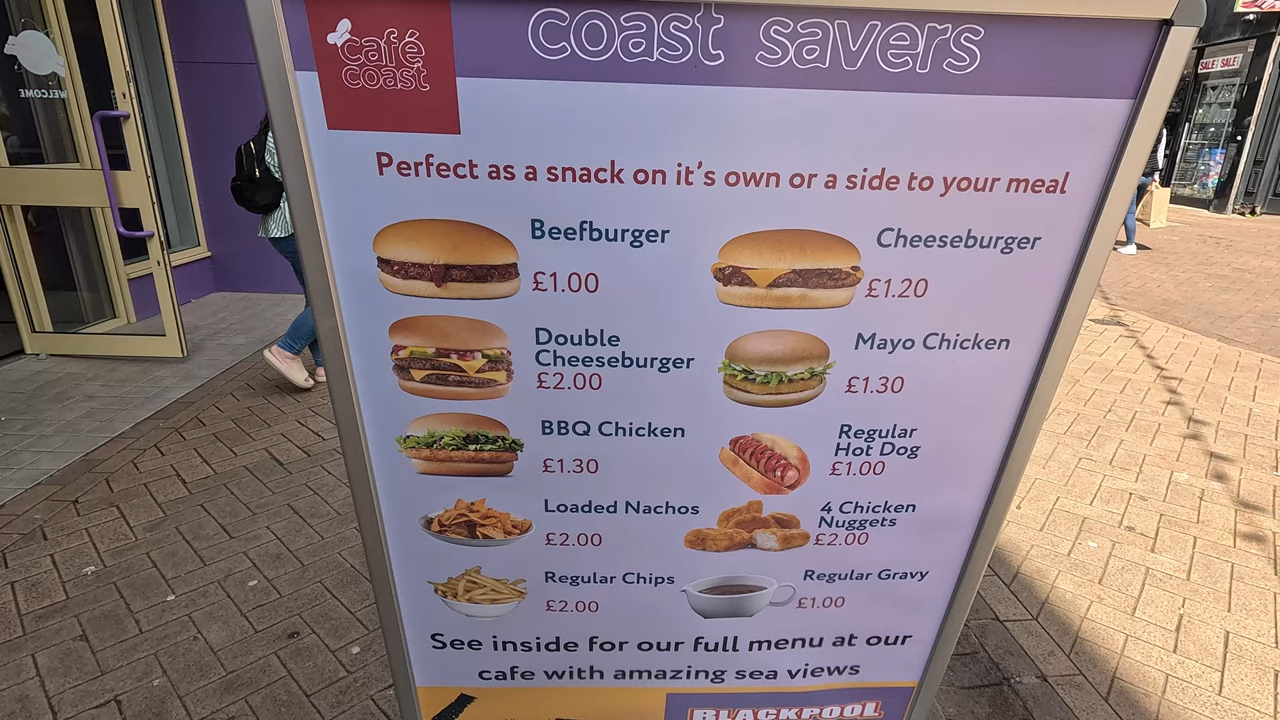 café
coast
coast savers
Perfect as a snack on it's own or a side to your meal
Beefburger
£1.00
Cheeseburger
£1.20
Double
Cheeseburger
£2.00
Mayo Chicken
£1.30
BBQ Chicken
£1.30
Regular
Hot Dog
£1.00
Loaded Nachos
£2.00
4 Chicken
Nuggets
£2.00
Regular Chips
£2.00
Regular Gravy
£1.00
See inside for our full menu at our
cafe with amazing sea views
BLACKPOOL
WELCOME
SALE! SALE!